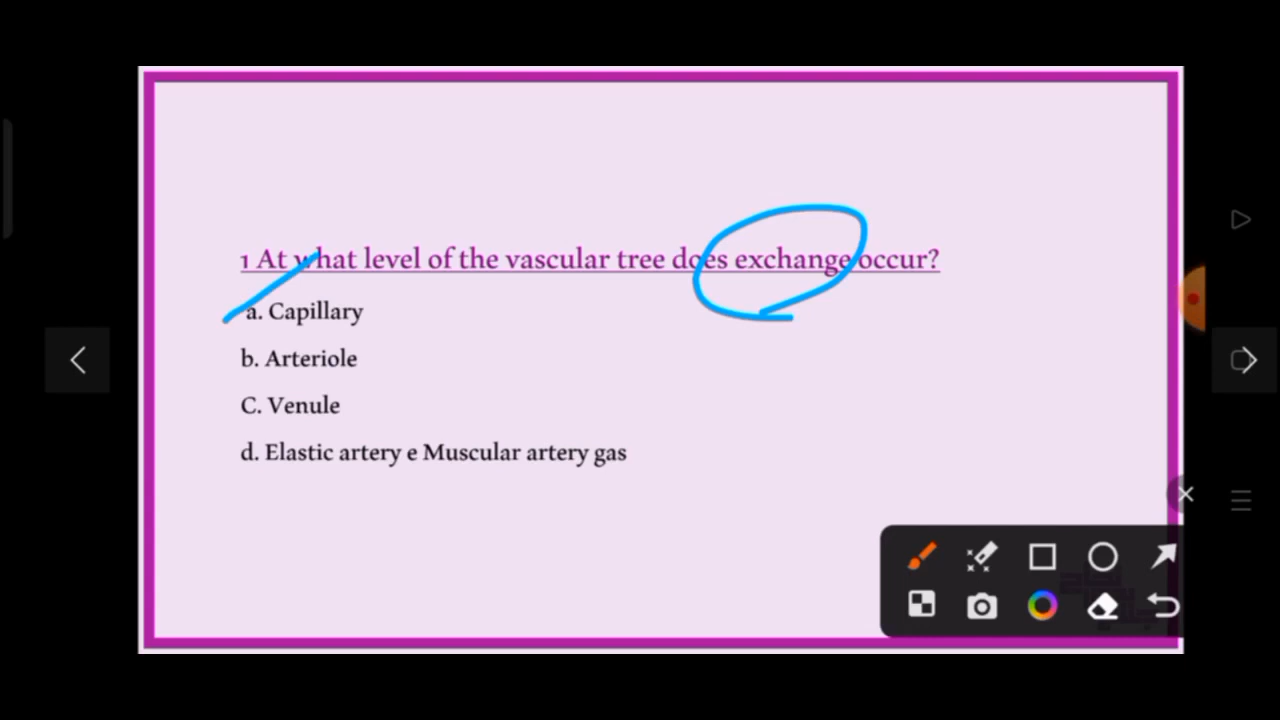 1 At what level of the vascular tree does exchange occur?
a. Capillary
b. Arteriole
C. Venule
d. Elastic artery e Muscular artery gas